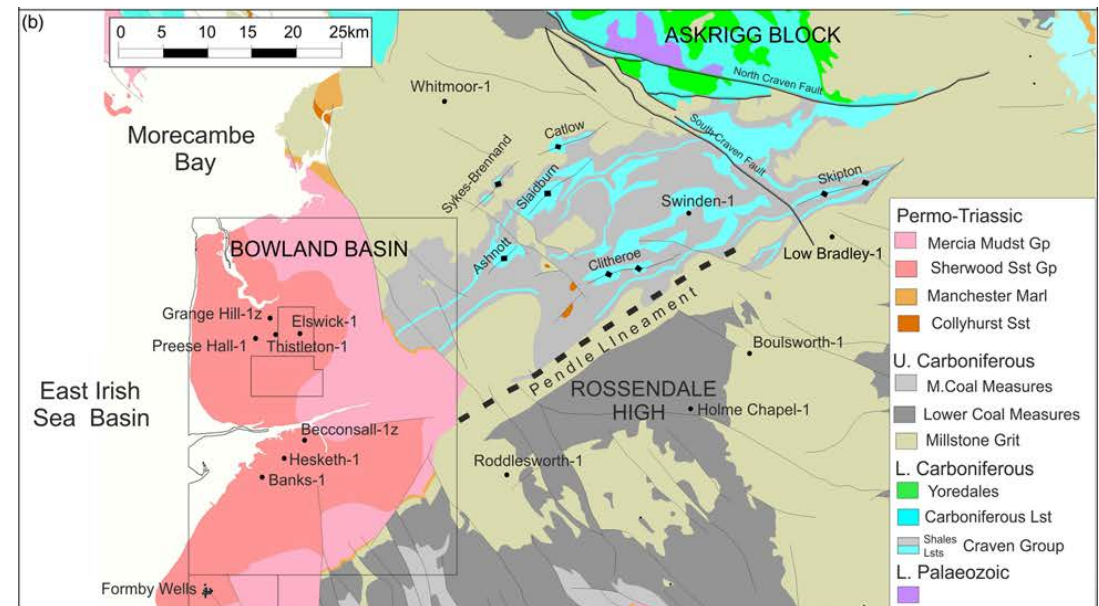 (b)
0 5 10 15 20 25km
ASKRIGG BLOCK
North Craven Fault
Whitmoor-1
Morecambe
Bay
South Craven Fault
Catlow
Sykes-Brennand
Slaidburn
Skipton
Swinden-1
Permo-Triassic
Mercia Mudst Gp
Sherwood Sst Gp
Manchester Marl
Collyhurst Sst
U. Carboniferous
M.Coal Measures
Lower Coal Measures
Millstone Grit
L. Carboniferous
Yoredales
Carboniferous Lst
Shales
Lsts
Craven Group
L. Palaeozoic
BOWLAND BASIN
Ashnott
Clitheroe
Low Bradley-1
Grange Hill-1z
Elswick-1
Preese Hall-1
Thistleton-1
Pendle LIneament
Boulsworth-1
East Irish
Sea Basin
ROSSENDALE
HIGH
Holme Chapel-1
Becconsall-1z
Hesketh-1
Banks-1
Roddlesworth-1
Formby Wells